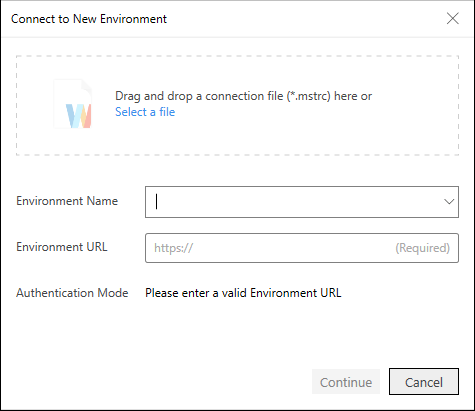 Connect to New Environment
Drag and drop a connection file (*.mstrc) here or
Select a file
Environment Name
Environment URL https:// (Required)
Authentication Mode Please enter a valid Environment URL
Continue Cancel